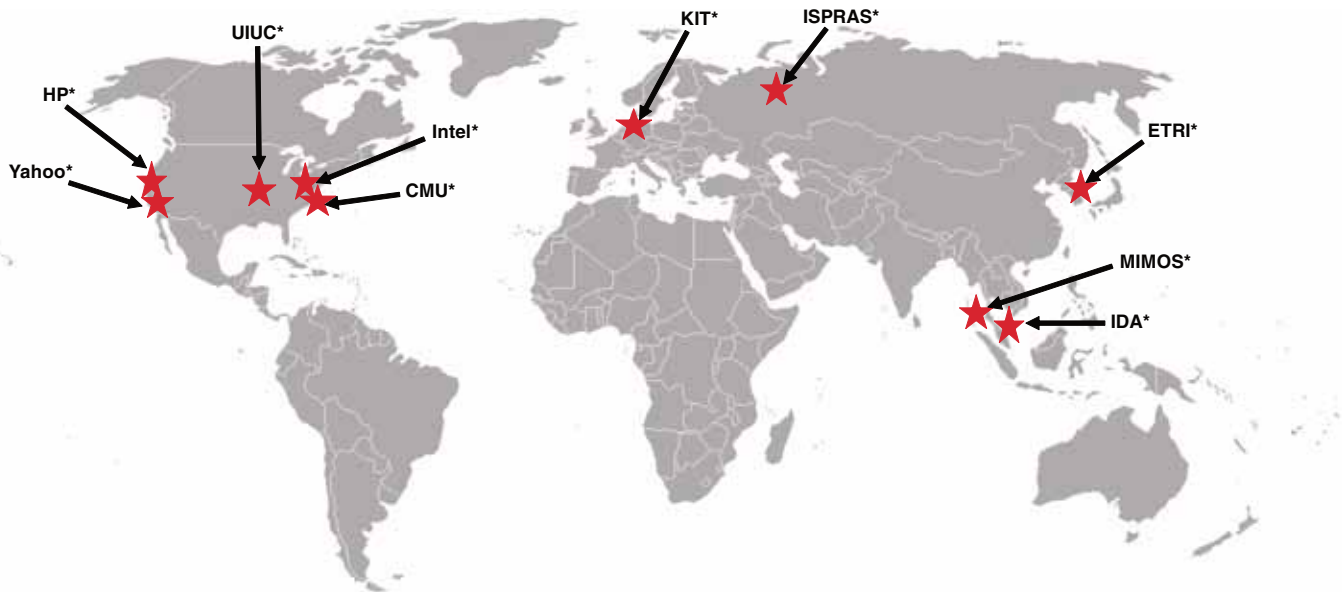 KIT*
ISPRAS*
UIUC*
HP*
Intel*
ETRI*
Yahoo*
CMU*
MIMOS*
IDA*